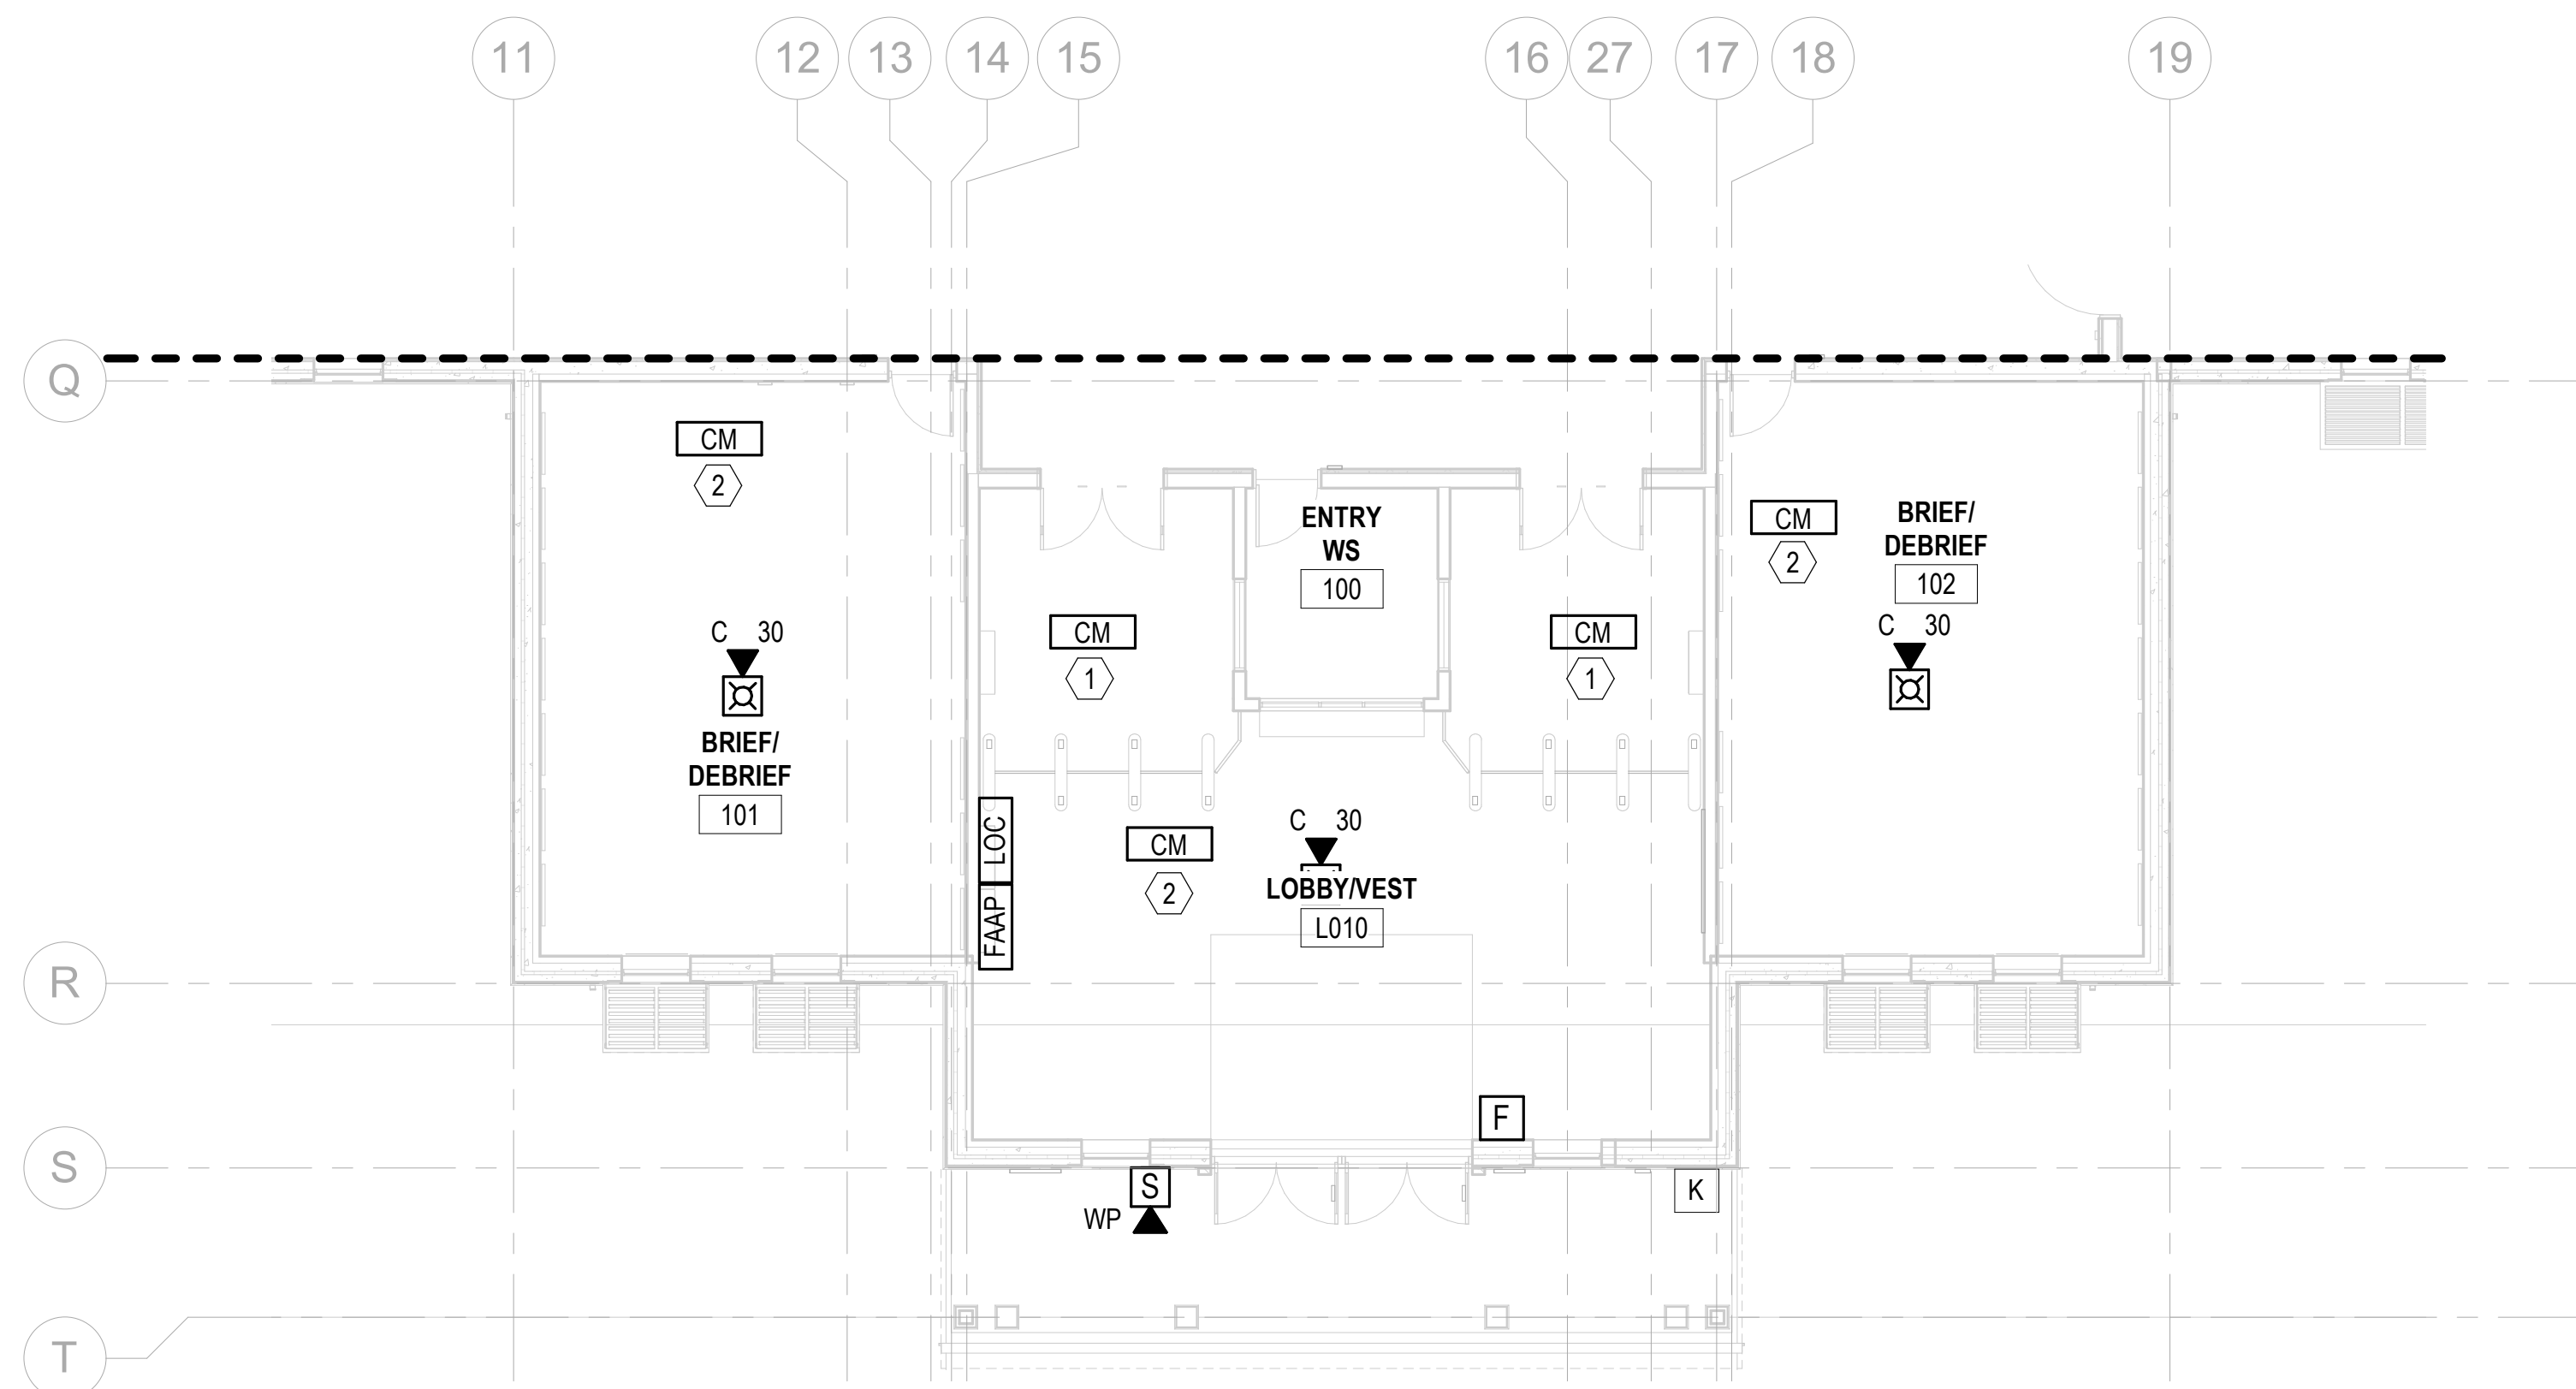 11 12 13 14 15 16 27 17 18 19
Q
CM
2
CM
2
ENTRY
WS
100
BRIEF/
DEBRIEF
102
C 30
C 30
CM
1
CM
1
BRIEF/
DEBRIEF
101
LOC
FAAP
CM
2
C 30
LOBBY/VEST
L010
R
F
S
S
WP
K
T